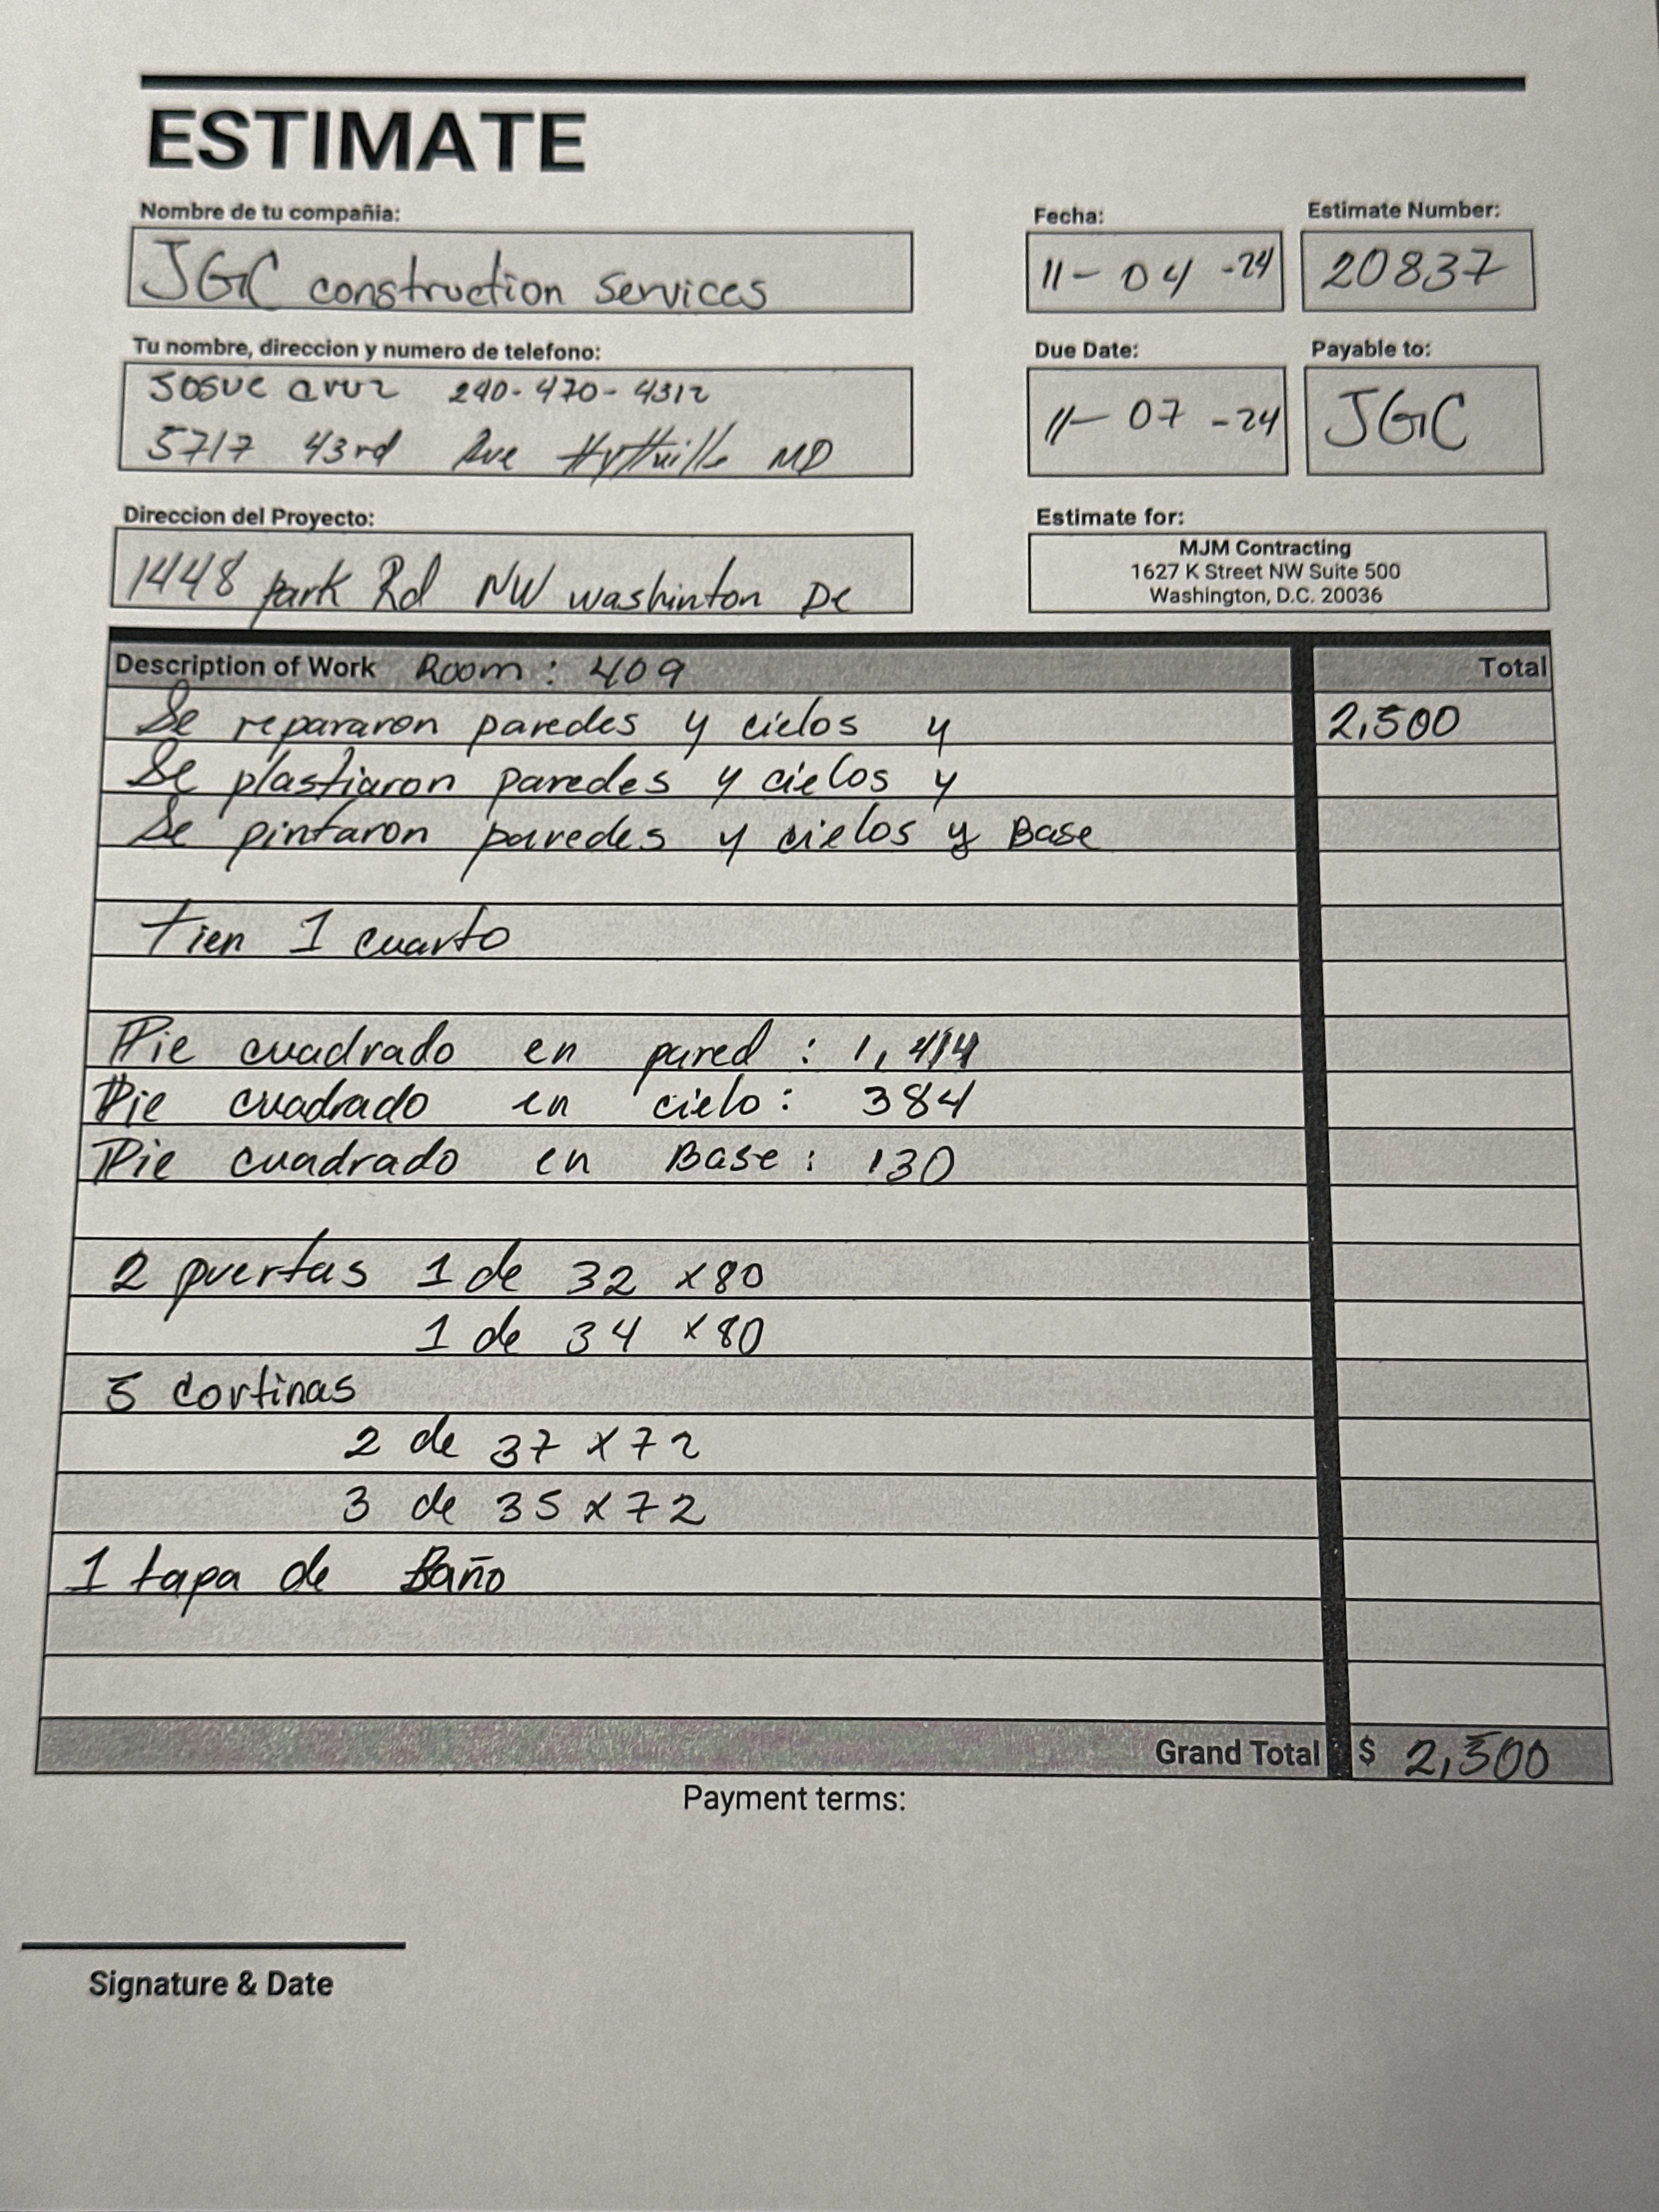 ESTIMATE
Nombre de tu compañia:
JGC construction services
Fecha:
11-04-24
Estimate Number:
20837
Tu nombre, direccion y numero de telefono:
Josue cruz 240-470-4312
5717 43rd Ave MD
Due Date:
11-07-24
Payable to:
JGC
Direccion del Proyecto:
1448 park Rd NW washinton DC
Estimate for:
MJM Contracting
1627 K Street NW Suite 500
Washington, D.C. 20036
Description of Work Room: 409 Total
Se repararon paredes y cielos y 2,500
Se plastiaron paredes y cielos y
Se pintaron paredes y cielos y Base
tien 1 cuarto
Pie cuadrado en pared: 1,414
Pie cuadrado en cielo: 384
Pie cuadrado en Base: 130
2 puertas 1 de 32 x80
1 de 34 x80
5 cortinas
2 de 37 x 72
3 de 35 x 72
1 tapa de Baño
Grand Total $ 2,500
Payment terms:
Signature & Date